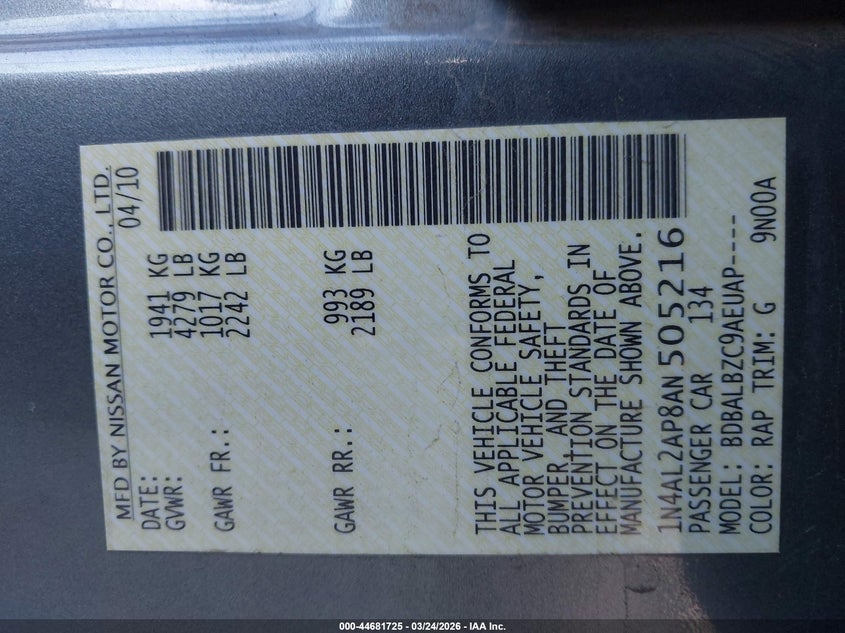 MFD BY NISSAN MOTOR CO., LTD.
DATE: 04/10
GVWR: 1941 KG
4279 LB
GAWR FR.: 1017 KG
2242 LB
GAWR RR.: 993 KG
2189 LB
THIS VEHICLE CONFORMS TO
ALL APPLICABLE FEDERAL
MOTOR VEHICLE SAFETY,
BUMPER, AND THEFT
PREVENTION STANDARDS IN
EFFECT ON THE DATE OF
MANUFACTURE SHOWN ABOVE.
1N4AL2AP8AN505216
PASSENGER CAR 134
MODEL: BDBALBZC9AEUAP----
COLOR: RAP TRIM: G 9N00A
000-44681725 - 03/24/2026 - IAA Inc.